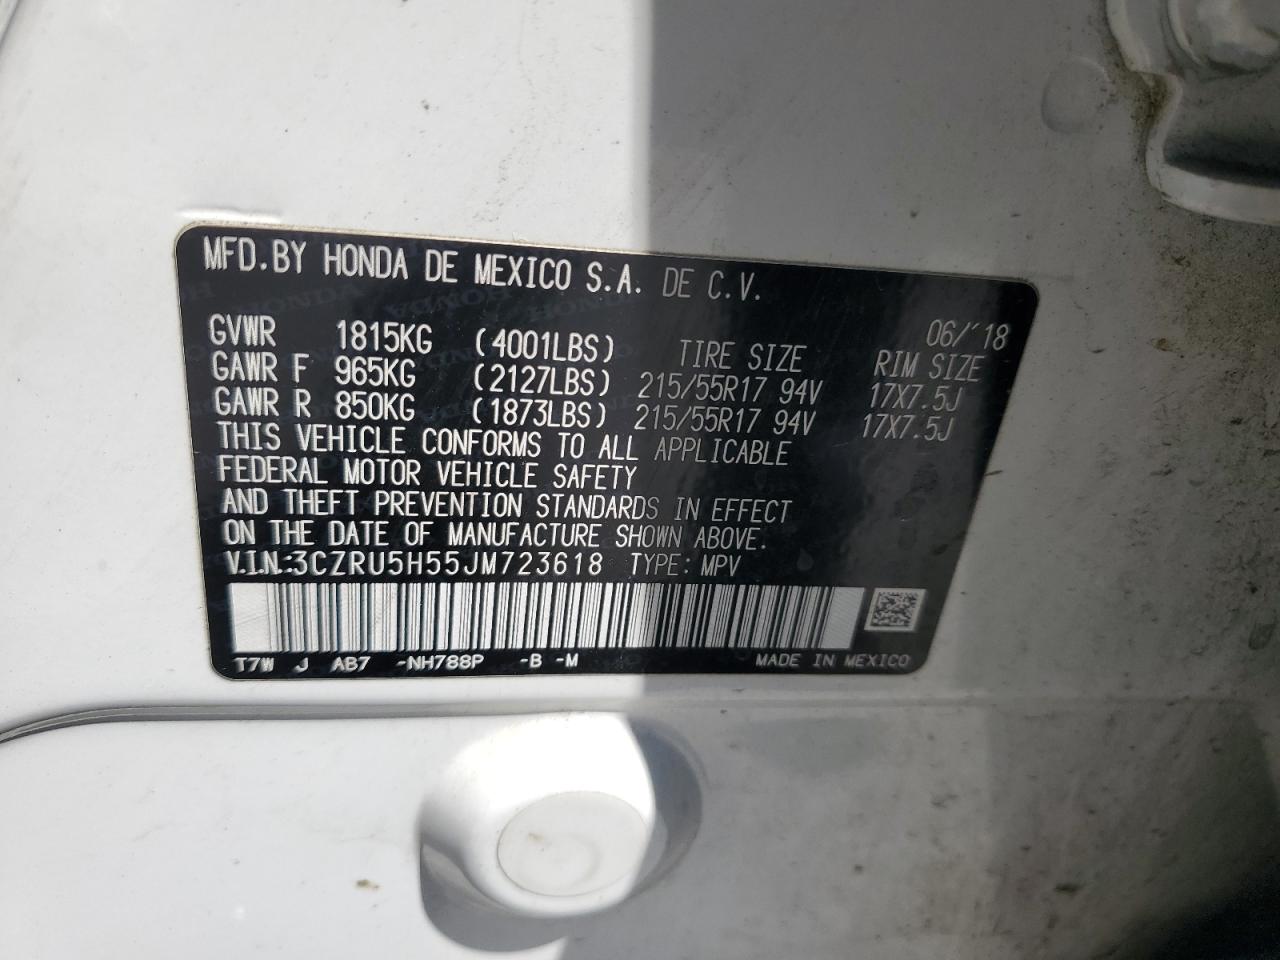 MFD.BY HONDA DE MEXICO S.A. DE C.V.
06/'18
GVWR 1815KG (4001LBS) TIRE SIZE RIM SIZE
GAWR F 965KG (2127LBS) 215/55R17 94V 17X7.5J
GAWR R 850KG (1873LBS) 215/55R17 94V 17X7.5J
THIS VEHICLE CONFORMS TO ALL APPLICABLE
FEDERAL MOTOR VEHICLE SAFETY
AND THEFT PREVENTION STANDARDS IN EFFECT
ON THE DATE OF MANUFACTURE SHOWN ABOVE.
V.I.N.:3CZRU5H55JM723618 TYPE: MPV
T7W J AB7 -NH788P -B -M MADE IN MEXICO